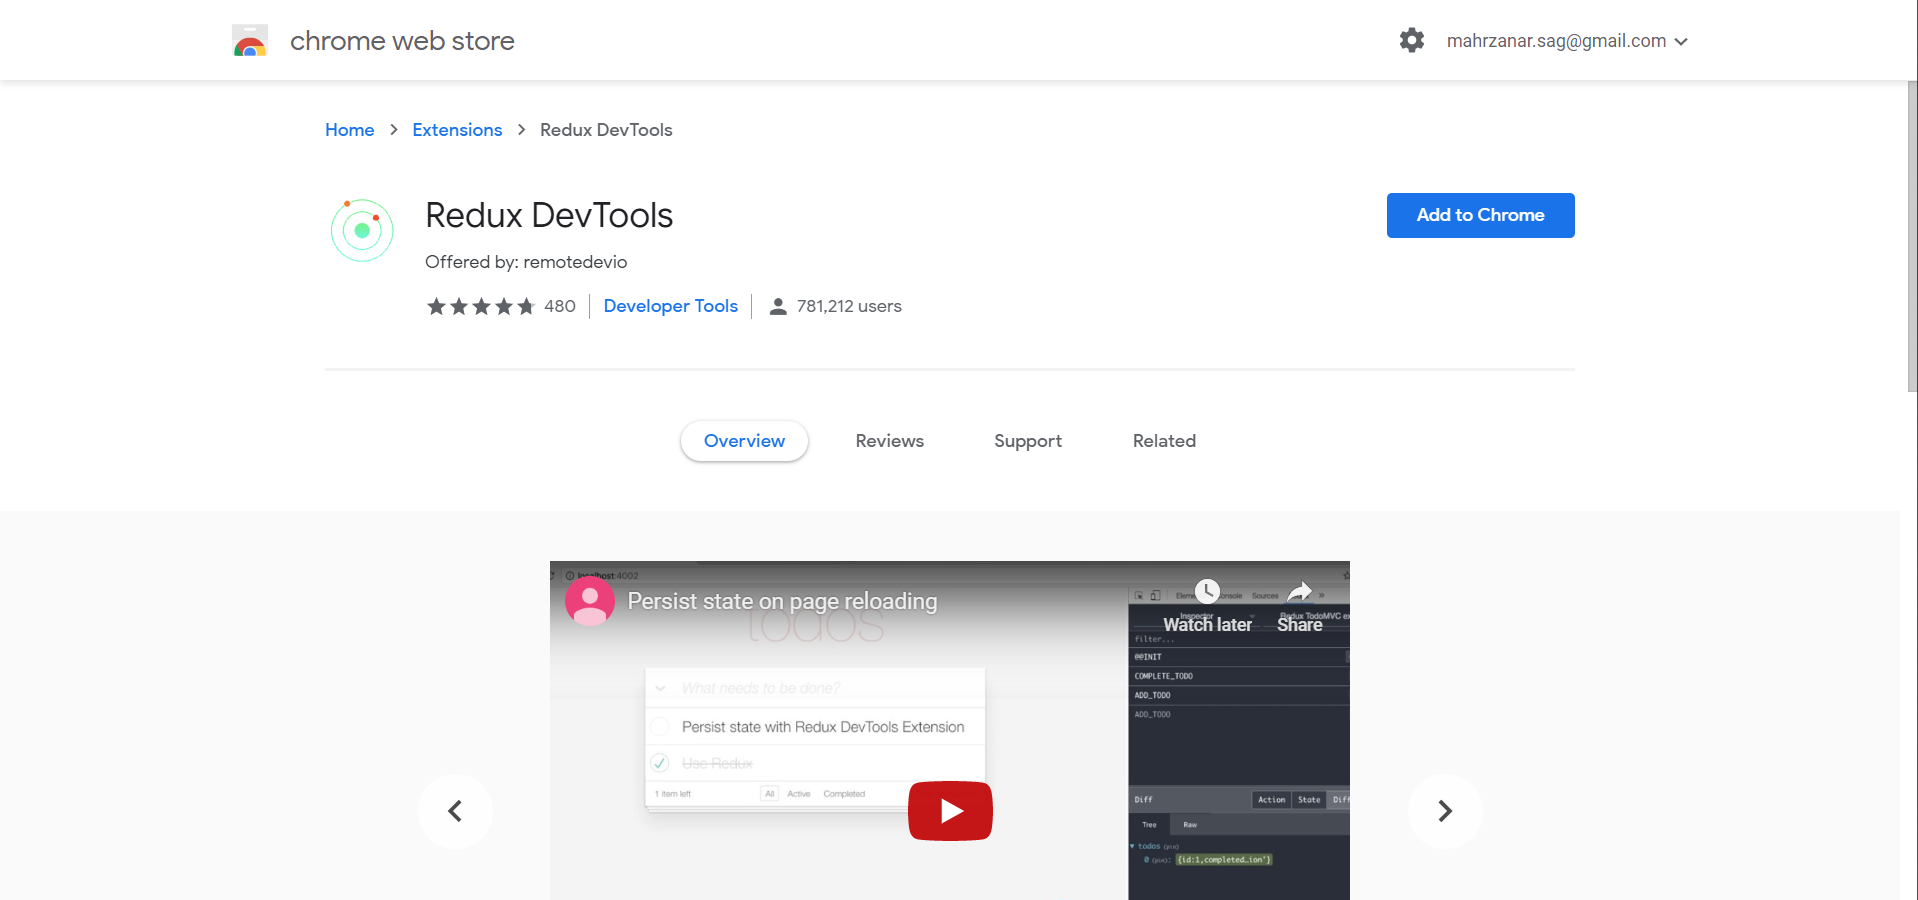 chrome web store
mahrzanar.sag@gmail.com
Home > Extensions > Redux DevTools
Redux DevTools
Add to Chrome
Offered by: remotedevio
480
Developer Tools
781,212 users
Overview
Reviews
Support
Related
localhost:4002
Persist state on page reloading
Watch later
Share
Sources
Inspector
Redux TodoMVC
todos
filter...
@@INIT
COMPLETE_TODO
ADD_TODO
ADD_TODO
What needs to be done?
Persist state with Redux DevTools Extension
Use Redux
1 item left
All
Active
Completed
Diff
Action
State
Diff
Tree
Raw
todos (pin)
0 (pin): {id:1,completed…ion"}